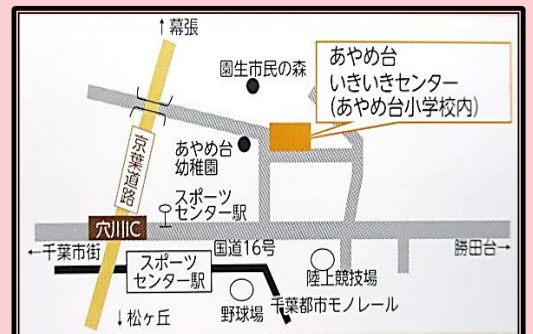 ↑幕張
園生市民の森
あやめ台
いきいきセンター
(あやめ台小学校内)
京葉道路
あやめ台
幼稚園
スポーツ
センター駅
穴川IC
←千葉市街
国道16号
勝田台→
スポーツ
センター駅
陸上競技場
↓松ヶ丘
野球場
千葉都市モノレール